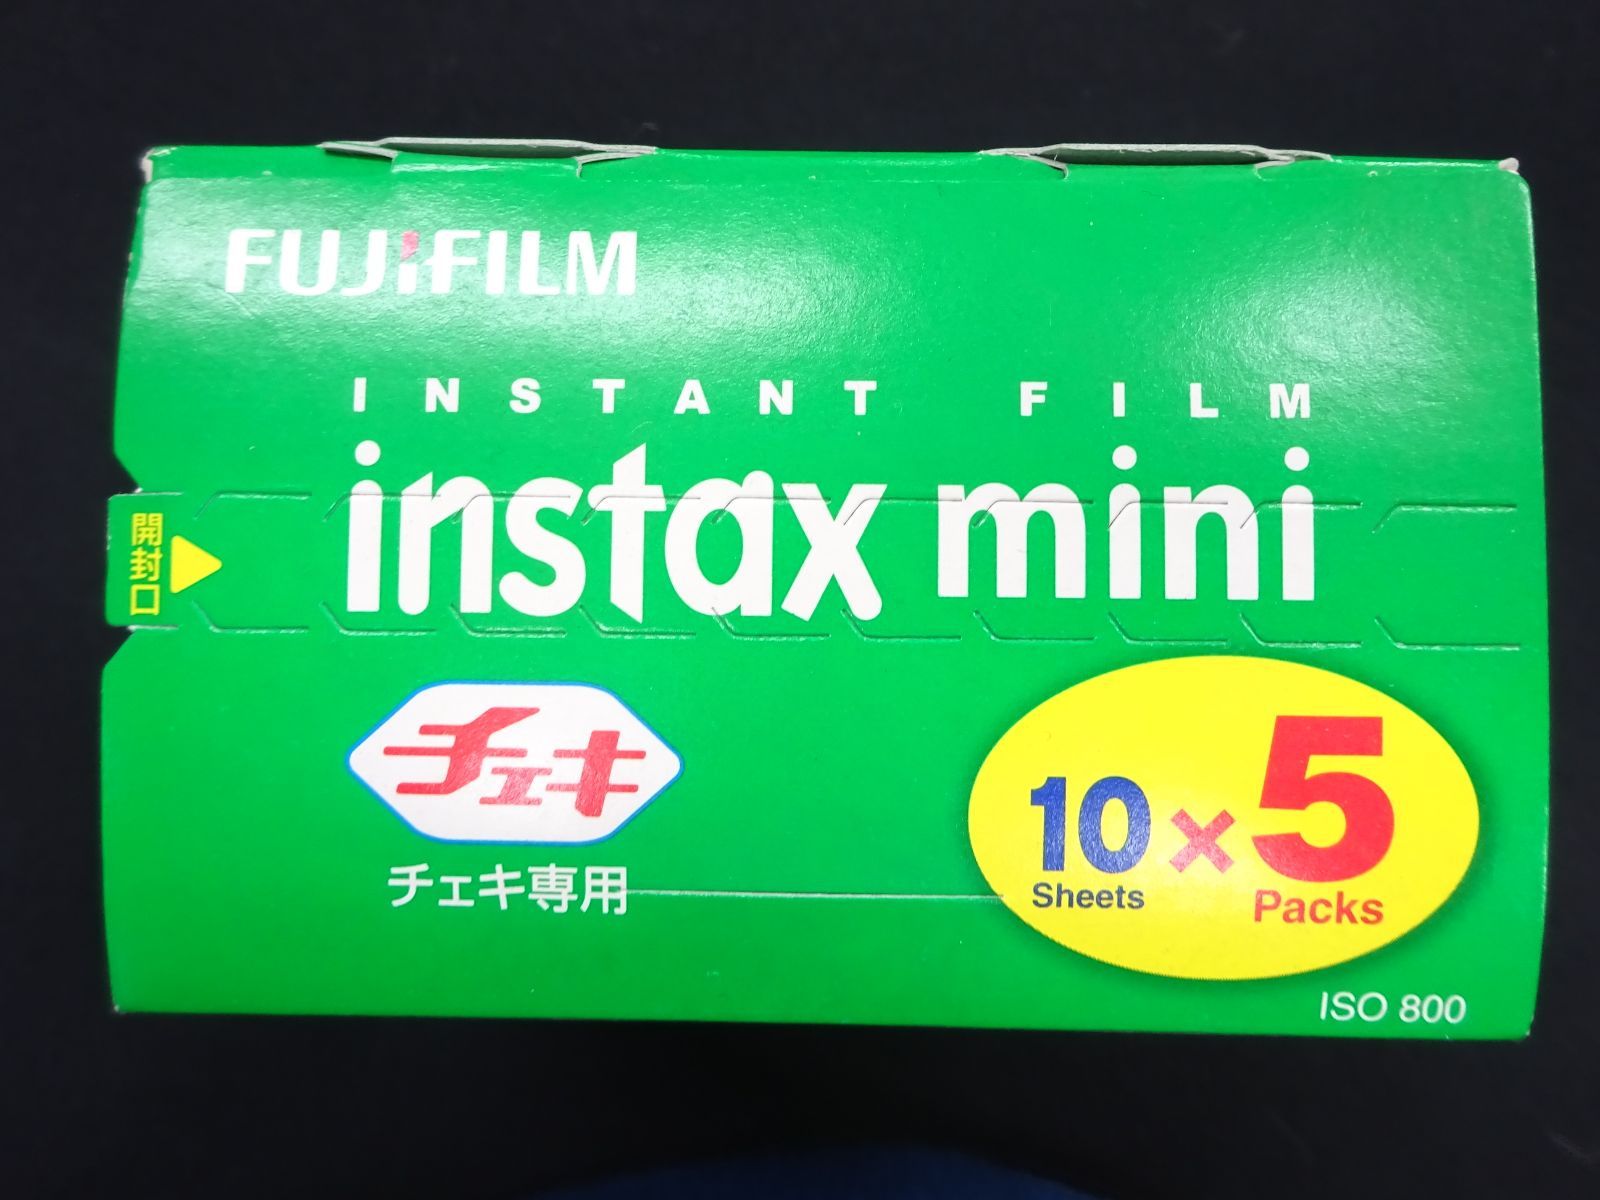 FUJIFILM
INSTANT FILM
instax mini
開封口
チェキ
チェキ専用
10 × 5
Sheets Packs
ISO 800